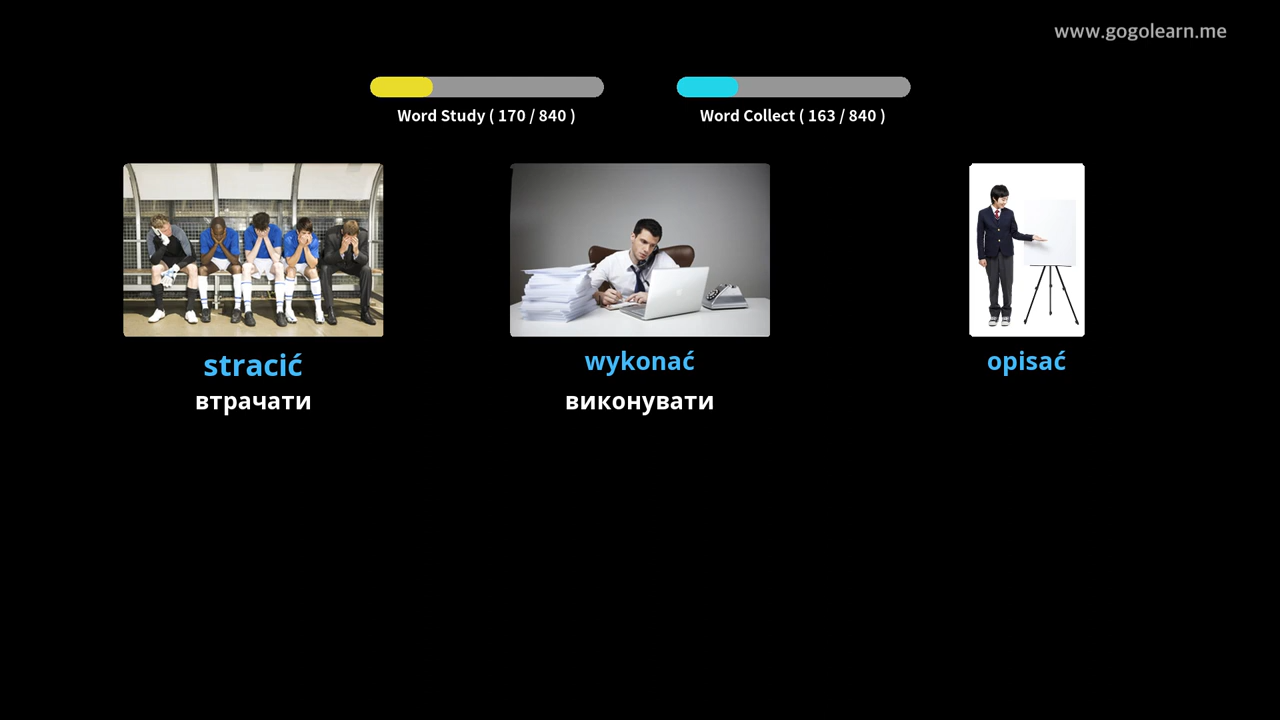 www.gogolearn.me
Word Study ( 170 / 840 )
Word Collect ( 163 / 840 )
stracić
wykonać
opisać
втрачати
виконувати